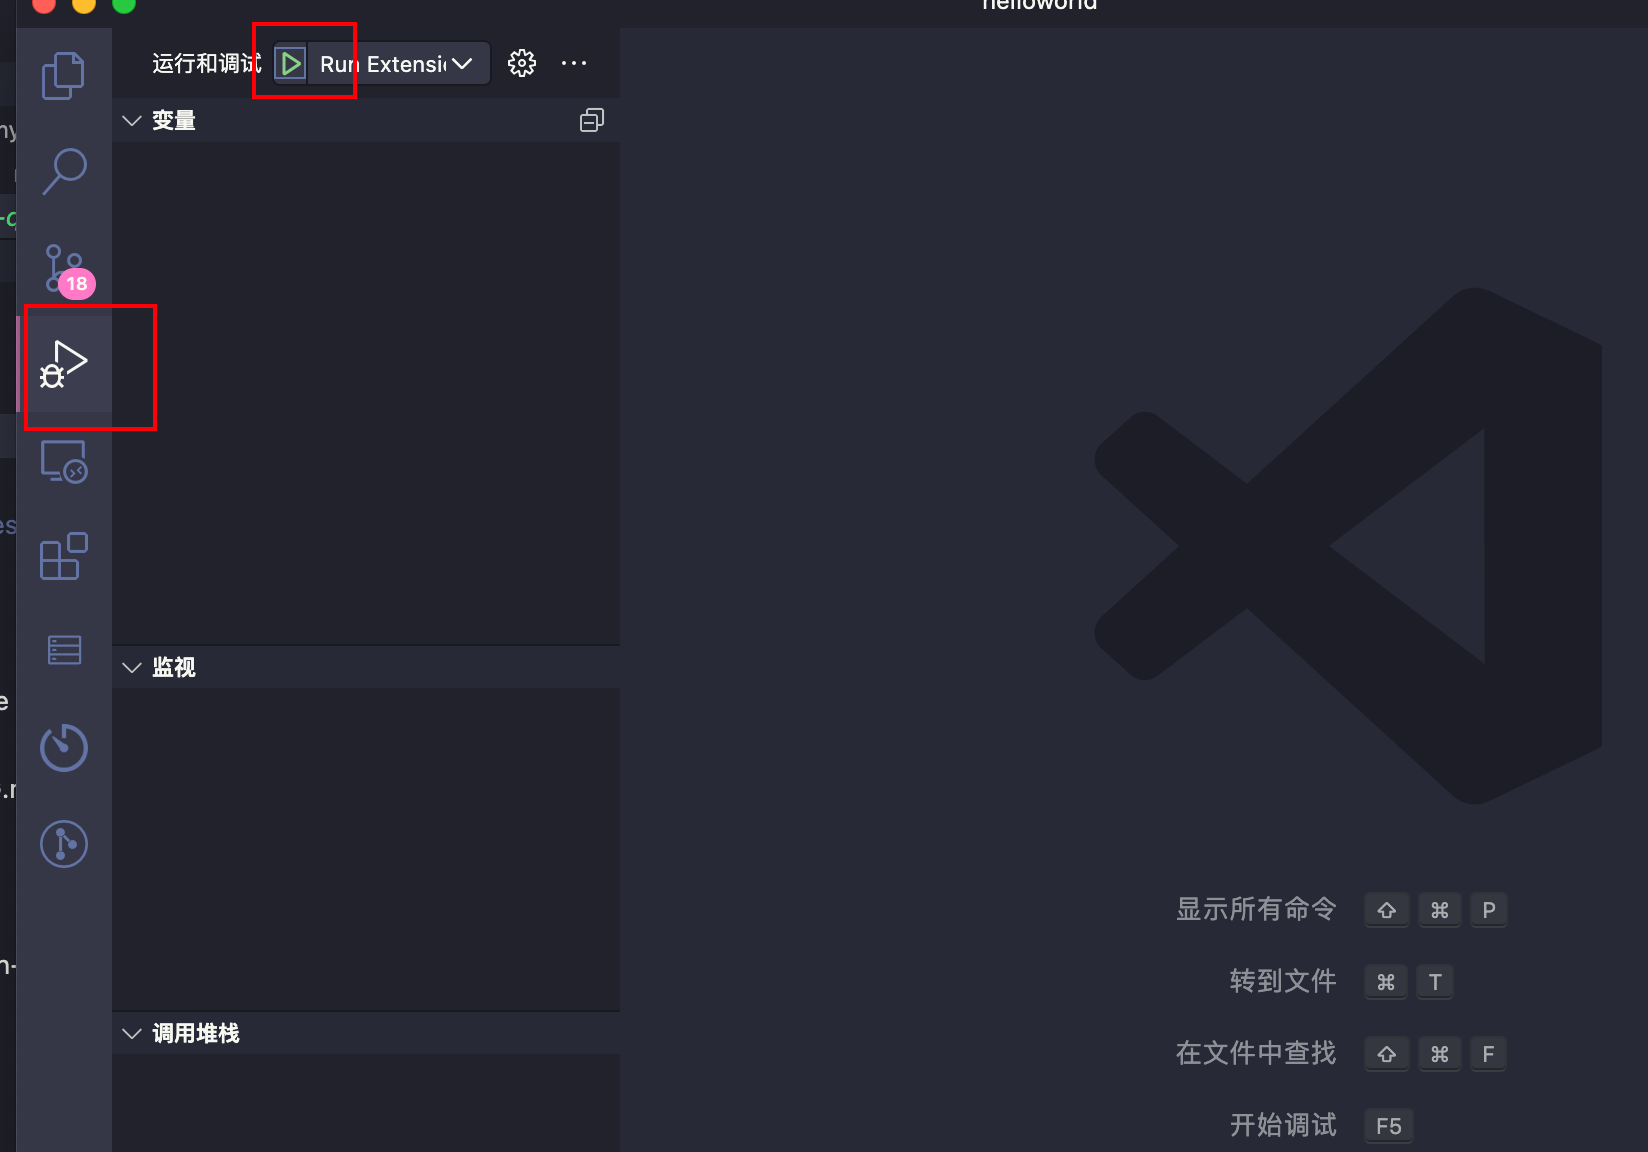 helloworld
运行和调试 Run Extensi
变量
18
监视
调用堆栈
显示所有命令 ⇧ ⌘ P
转到文件 ⌘ T
在文件中查找 ⇧ ⌘ F
开始调试 F5